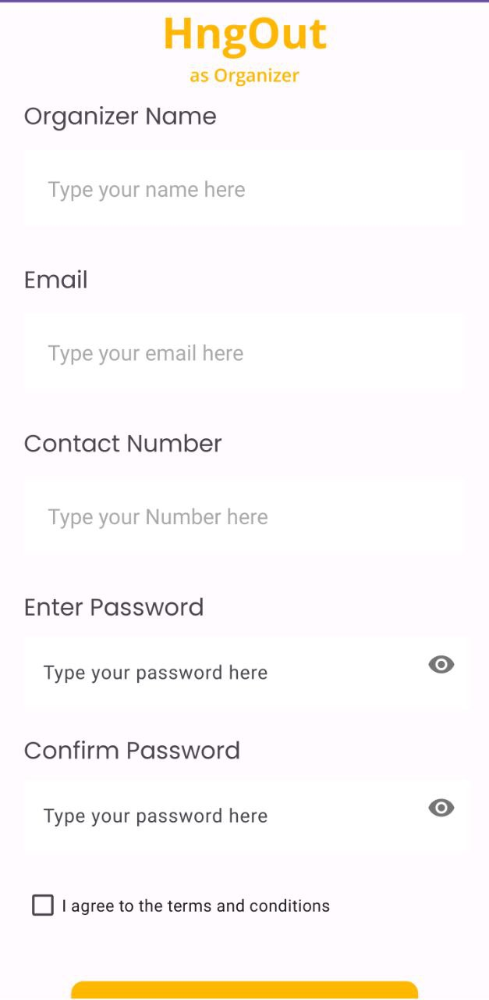 HngOut
as Organizer
Organizer Name
Type your name here
Email
Type your email here
Contact Number
Type your Number here
Enter Password
Type your password here
Confirm Password
Type your password here
I agree to the terms and conditions